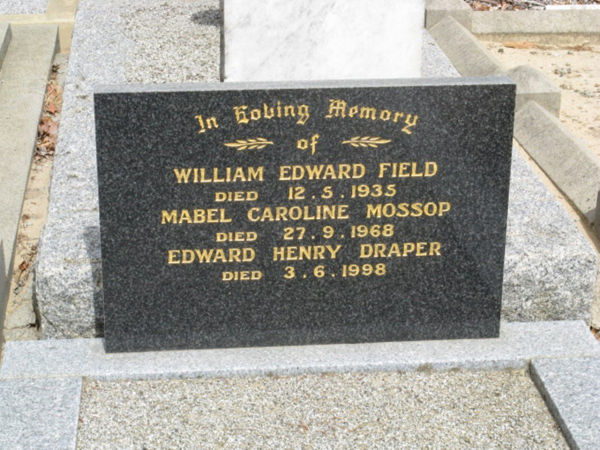 In Loving Memory
of
WILLIAM EDWARD FIELD
DIED 12.5.1935
MABEL CAROLINE MOSSOP
DIED 27.9.1968
EDWARD HENRY DRAPER
DIED 3.6.1998